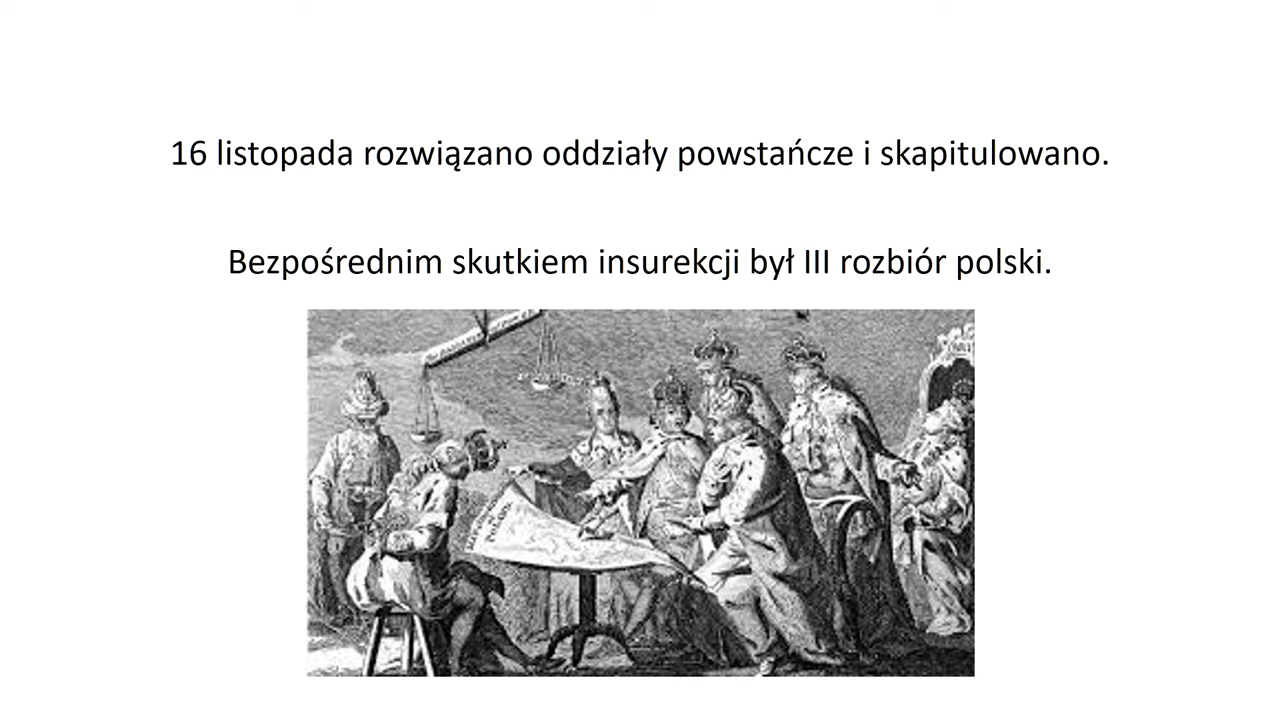 16 listopada rozwiązano oddziały powstańcze i skapitulowano.
Bezpośrednim skutkiem insurekcji był III rozbiór polski.